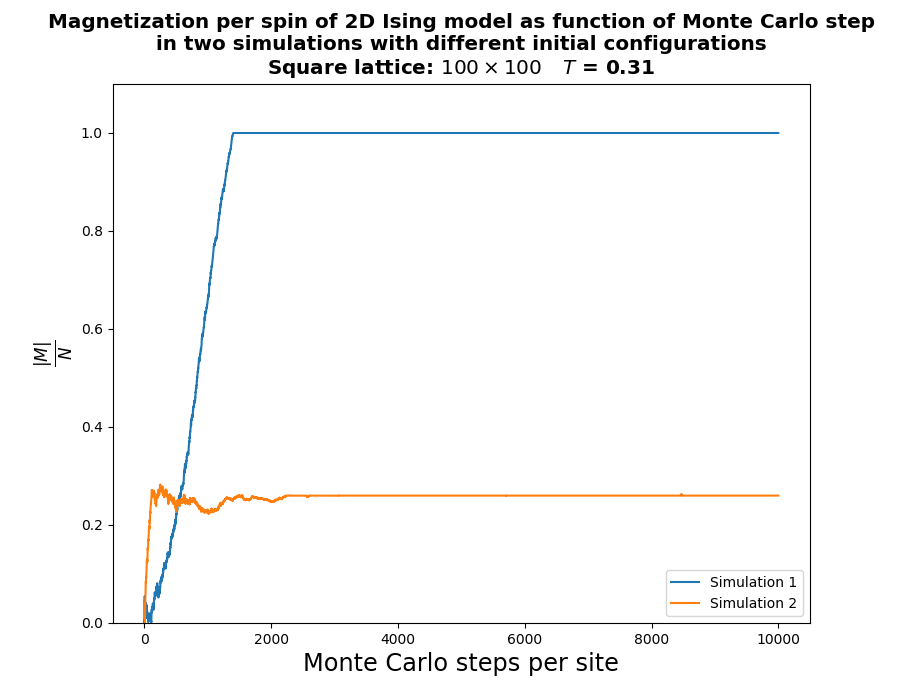 Magnetization per spin of 2D Ising model as function of Monte Carlo step
in two simulations with different initial configurations
Square lattice: 100 × 100 T = 0.31
|M|
N
1.0
0.8
0.6
0.4
0.2
0.0
0 2000 4000 6000 8000 10000
Monte Carlo steps per site
Simulation 1
Simulation 2